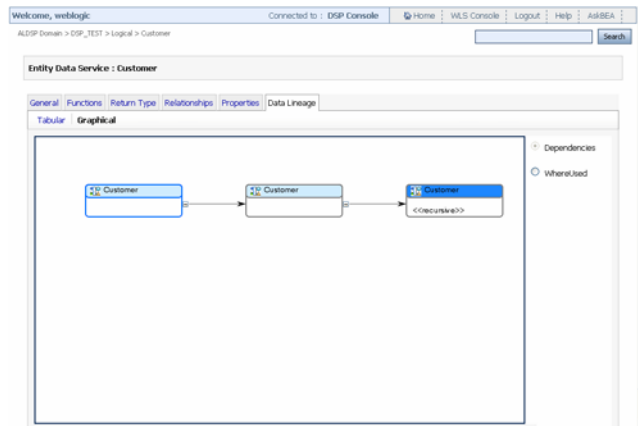 Welcome, weblogic Connected to : DSP Console Home WLS Console Logout Help AskBEA
ALDSP Domain > DSP_TEST > Logical > Customer
Search
Entity Data Service : Customer
General Functions Return Type Relationships Properties Data Lineage
Tabular Graphical
Dependencies
WhereUsed
Customer Customer Customer
<<recursive>>